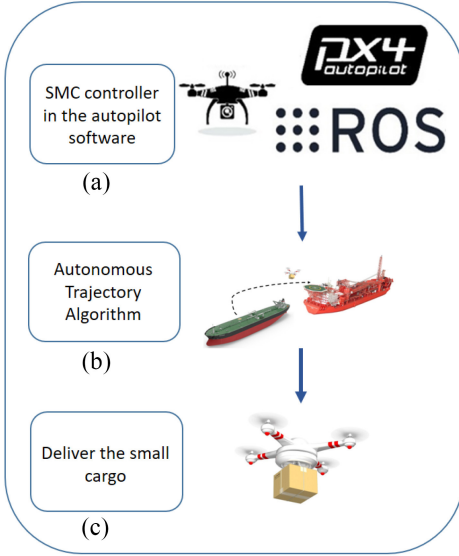 px4
autopilot
SMC controller
in the autopilot
software
ROS
(a)
Autonomous
Trajectory
Algorithm
(b)
Deliver the small
cargo
(c)